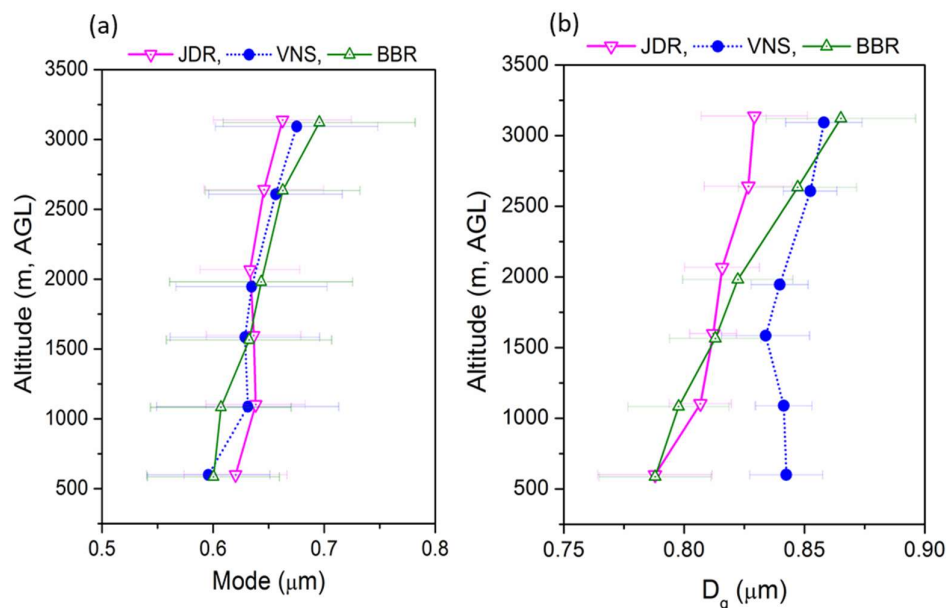 (a)
JDR, VNS, BBR
3500
3000
2500
2000
1500
1000
500
Altitude (m, AGL)
0.5 0.6 0.7 0.8
Mode (μm)
(b)
JDR, VNS, BBR
3500
3000
2500
2000
1500
1000
500
Altitude (m, AGL)
0.75 0.80 0.85 0.90
D_g (μm)